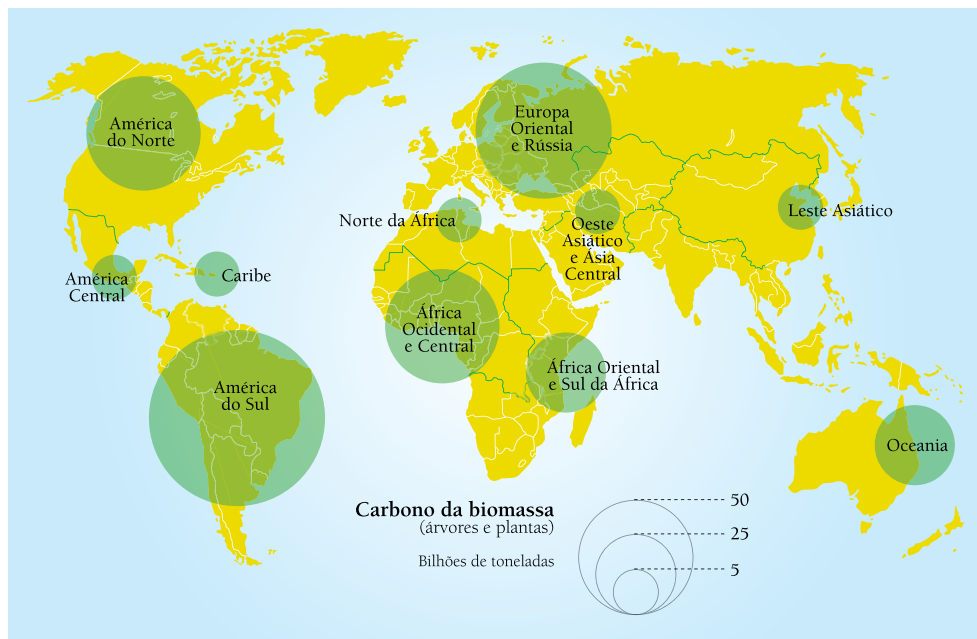 América
do Norte
Europa
Oriental
e Rússia
Norte da África
Oeste
Asiático
e Ásia
Central
Leste Asiático
América
Central
Caribe
África
Ocidental
e Central
América
do Sul
África Oriental
e Sul da África
Oceania
Carbono da biomassa
(árvores e plantas)
Bilhões de toneladas
50
25
5